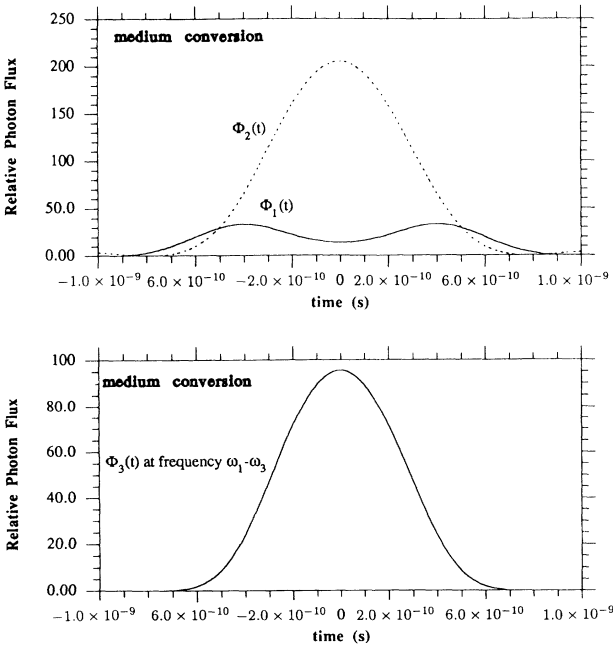 250
200
150
100
50.0
0.00
Relative Photon Flux
medium conversion
Φ2(t)
Φ1(t)
−1.0 × 10−9 6.0 × 10−10 −2.0 × 10−10 0 2.0 × 10−10 6.0 × 10−10 1.0 × 10−9
time (s)
100
80.0
60.0
40.0
20.0
0.00
Relative Photon Flux
medium conversion
Φ3(t) at frequency ω1-ω3
−1.0 × 10−9 6.0 × 10−10 −2.0 × 10−10 0 2.0 × 10−10 6.0 × 10−10 1.0 × 10−9
time (s)